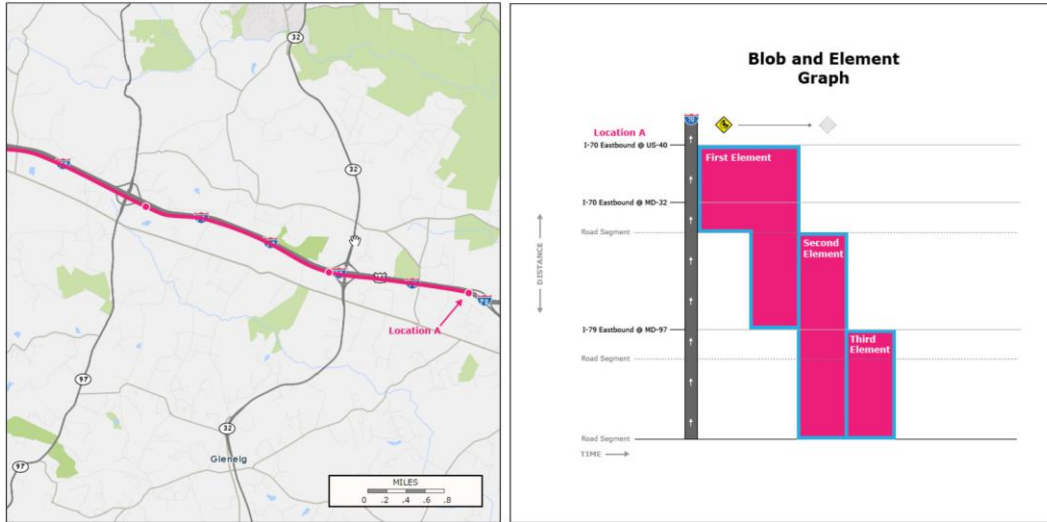 32
32
Location A
70
97
32
Glenelg
97
MILES
0 .2 .4 .6 .8
Blob and Element
Graph
70
Location A
I-70 Eastbound @ US-40
First Element
I-70 Eastbound @ MD-32
Road Segment
Second
Element
DISTANCE
I-79 Eastbound @ MD-97
Third
Element
Road Segment
Road Segment
TIME